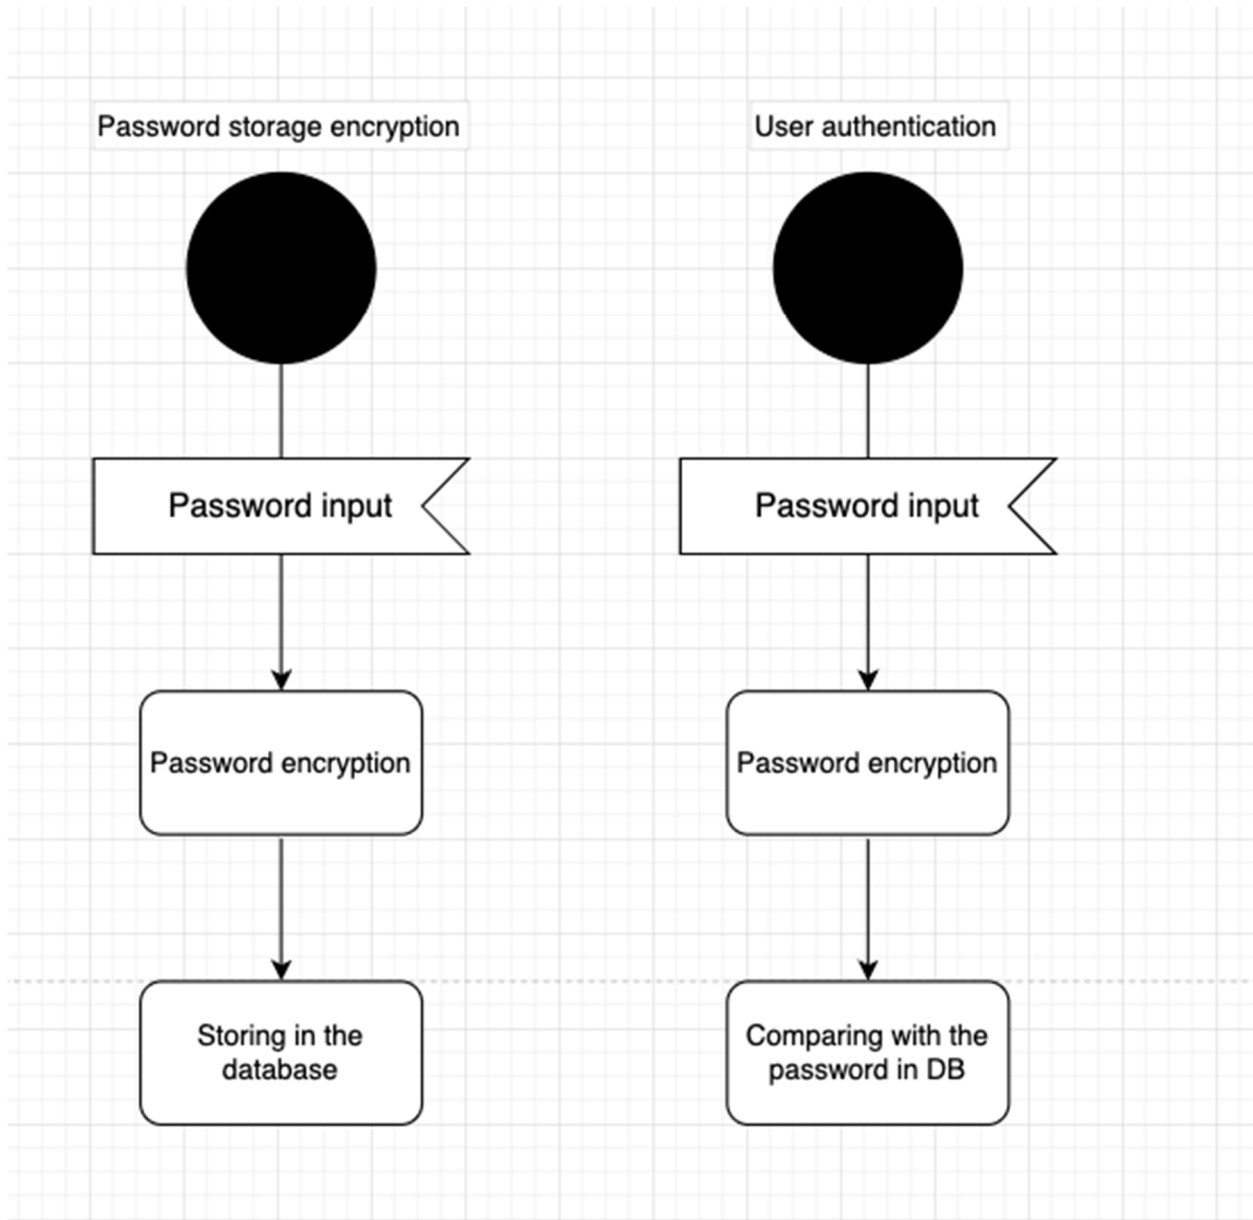 Password storage encryption
User authentication
Password input
Password input
Password encryption
Password encryption
Storing in the
database
Comparing with the
password in DB